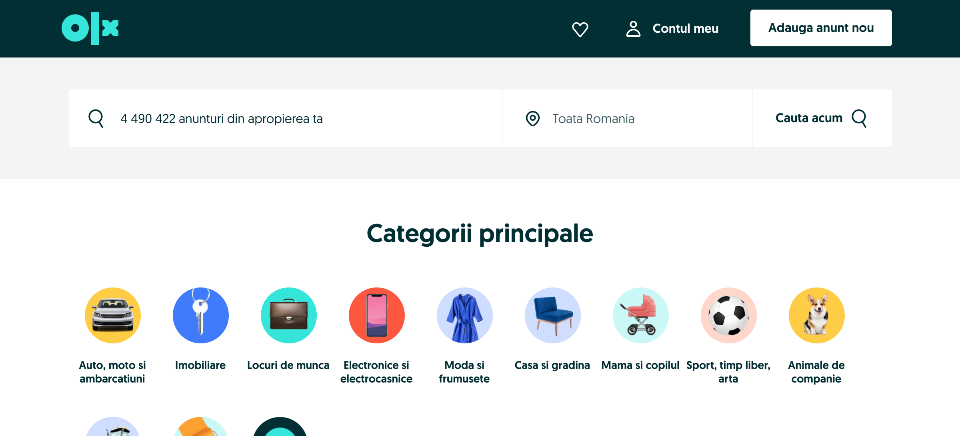 olx
Contul meu
Adauga anunt nou
4 490 422 anunturi din apropierea ta
Toata Romania
Cauta acum
Categorii principale
Auto, moto si
ambarcatiuni
Imobiliare
Locuri de munca
Electronice si
electrocasnice
Moda si
frumusete
Casa si gradina
Mama si copilul
Sport, timp liber,
arta
Animale de
companie